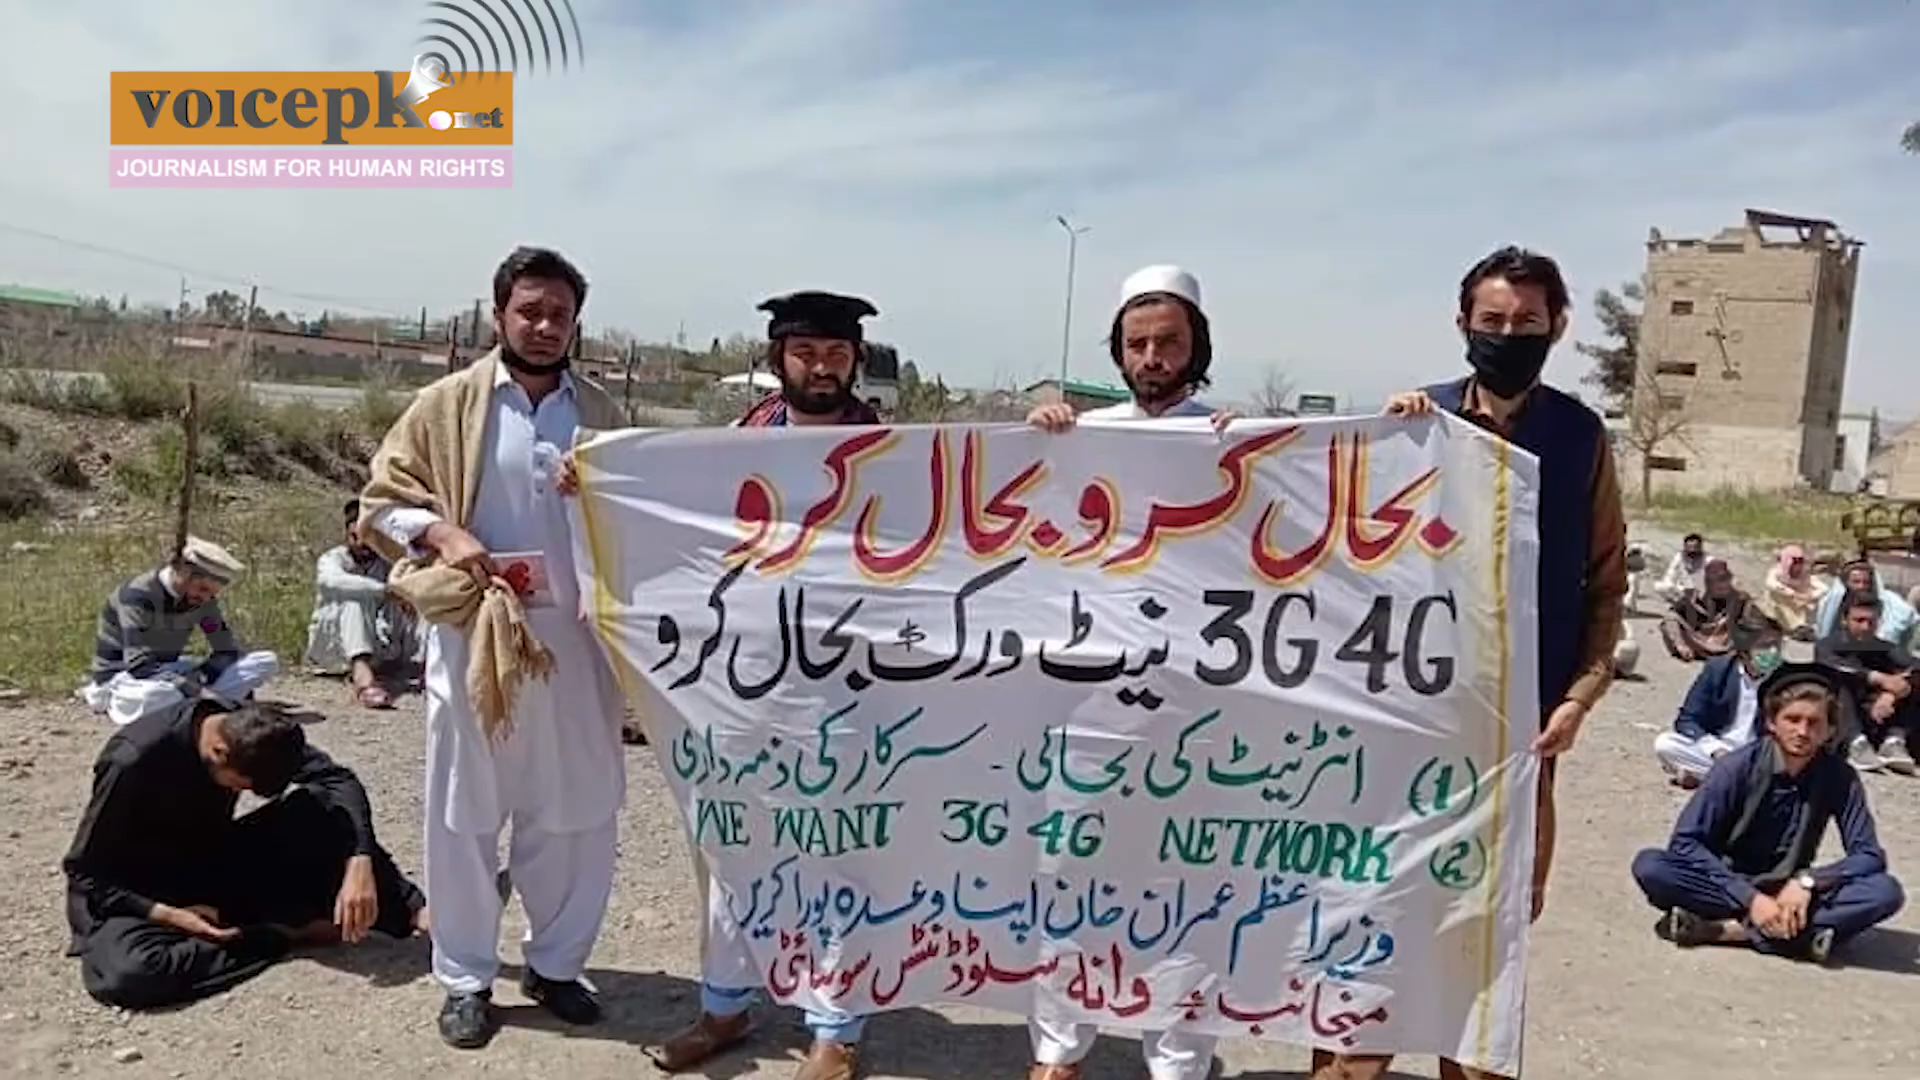 voicepk.net
JOURNALISM FOR HUMAN RIGHTS
بحال کرو بحال کرو
3G 4G نیٹ ورک بحال کرو
(1) انٹرنیٹ کی بحالی - سرکار کی ذمہ داری
(2) WE WANT 3G 4G NETWORK
وزیراعظم عمران خان اپنا وعدہ پورا کریں
منجانب : وانہ سٹوڈنٹس سوسائٹی